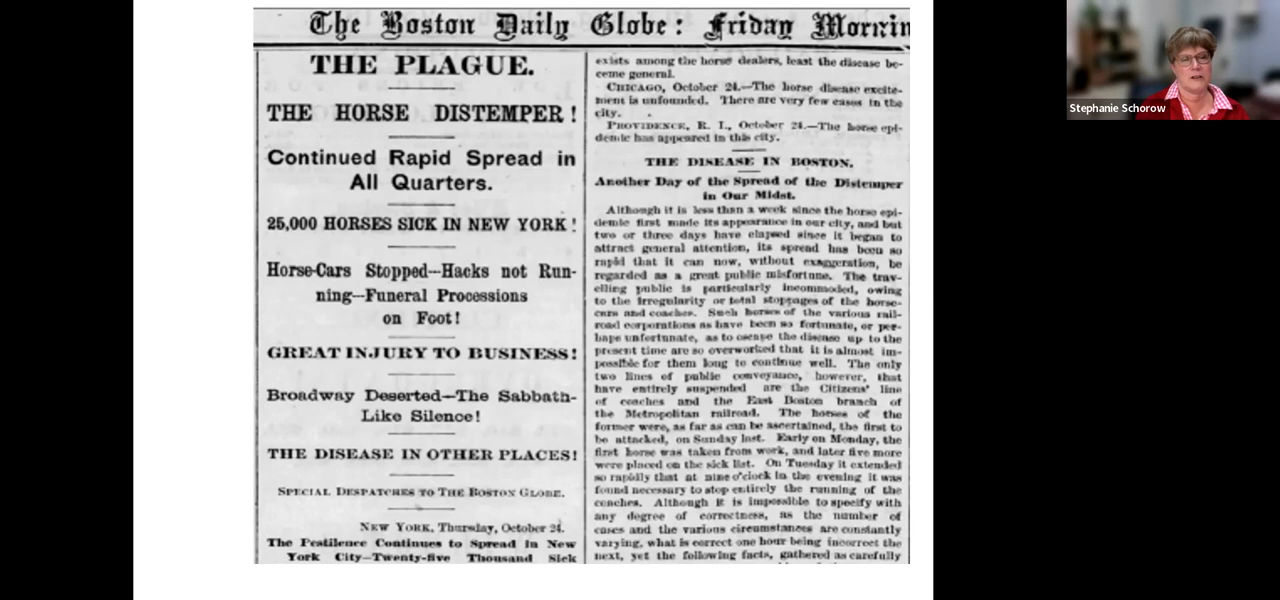 The Boston Daily Globe: Friday Mornin
THE PLAGUE.
THE HORSE DISTEMPER!
Continued Rapid Spread in
All Quarters.
25,000 HORSES SICK IN NEW YORK!
Horse-Cars Stopped—Hacks not Run-
ning—Funeral Processions
on Foot!
GREAT INJURY TO BUSINESS!
Broadway Deserted—The Sabbath-
Like Silence!
THE DISEASE IN OTHER PLACES!
SPECIAL DESPATCHES TO THE BOSTON GLOBE.
NEW YORK, Thursday, October 24.
The Pestilence Continues to Spread in New
York City—Twenty-five Thousand Sick
exists among the horse dealers, least the disease be-
come general.
CHICAGO, October 24.—The horse disease excite-
ment is unfounded. There are very few cases in the
city.
PROVIDENCE, R. I., October 24.—The horse epi-
demic has appeared in this city.
THE DISEASE IN BOSTON.
Another Day of the Spread of the Distemper
in Our Midst.
Although it is less than a week since the horse epi-
demic first made its appearance in our city, and but
two or three days have elapsed since it began to
attract general attention, its spread has been so
rapid that it can now, without exaggeration, be
regarded as a great public misfortune. The trav-
elling public is particularly incommoded, owing
to the irregularity or total stoppages of the horse-
cars and coaches. Such horses of the various rail-
road corporations as have been so fortunate, or per-
haps unfortunate, as to escape the disease up to the
present time are so overworked that it is almost im-
possible for them long to continue well. The only
two lines of public conveyance, however, that
have entirely suspended are the Citizens' line
of coaches and the East Boston branch of
the Metropolitan railroad. The horses of the
former were, as far as can be ascertained, the first to
be attacked, on Sunday last. Early on Monday, the
first horse was taken from work, and later five more
were placed on the sick list. On Tuesday it extended
so rapidly that at nine o'clock in the evening it was
found necessary to stop entirely the running of the
coaches. Although it is impossible to specify with
any degree of correctness, as the number of
cases and the various circumstances are constantly
varying, what is correct one hour being incorrect the
next, yet the following facts, gathered as carefully
Stephanie Schorow